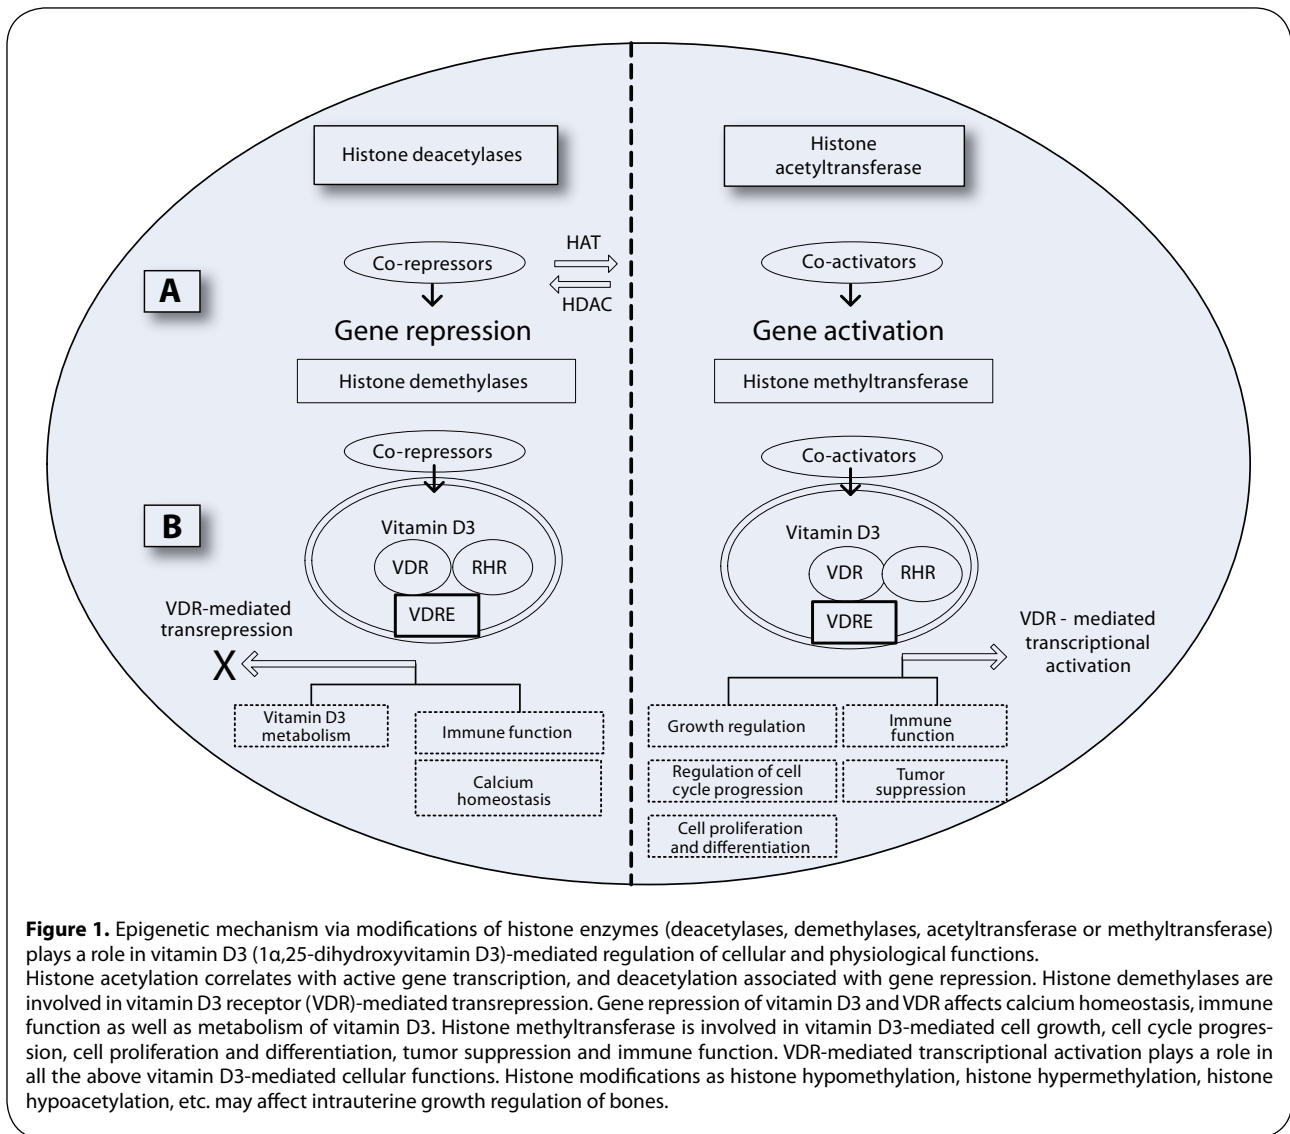 Histone deacetylases
Histone
acetyltransferase
A
Co-repressors
HAT
HDAC
Co-activators
Gene repression
Gene activation
Histone demethylases
Histone methyltransferase
B
Co-repressors
Co-activators
Vitamin D3
VDR
RHR
VDRE
Vitamin D3
VDR
RHR
VDRE
VDR-mediated
transrepression
X
VDR - mediated
transcriptional
activation
Vitamin D3
metabolism
Immune function
Calcium
homeostasis
Growth regulation
Immune
function
Regulation of cell
cycle progression
Tumor
suppression
Cell proliferation
and differentiation
Figure 1. Epigenetic mechanism via modifications of histone enzymes (deacetylases, demethylases, acetyltransferase or methyltransferase)
plays a role in vitamin D3 (1α,25-dihydroxyvitamin D3)-mediated regulation of cellular and physiological functions.
Histone acetylation correlates with active gene transcription, and deacetylation associated with gene repression. Histone demethylases are
involved in vitamin D3 receptor (VDR)-mediated transrepression. Gene repression of vitamin D3 and VDR affects calcium homeostasis, immune
function as well as metabolism of vitamin D3. Histone methyltransferase is involved in vitamin D3-mediated cell growth, cell cycle progres-
sion, cell proliferation and differentiation, tumor suppression and immune function. VDR-mediated transcriptional activation plays a role in
all the above vitamin D3-mediated cellular functions. Histone modifications as histone hypomethylation, histone hypermethylation, histone
hypoacetylation, etc. may affect intrauterine growth regulation of bones.